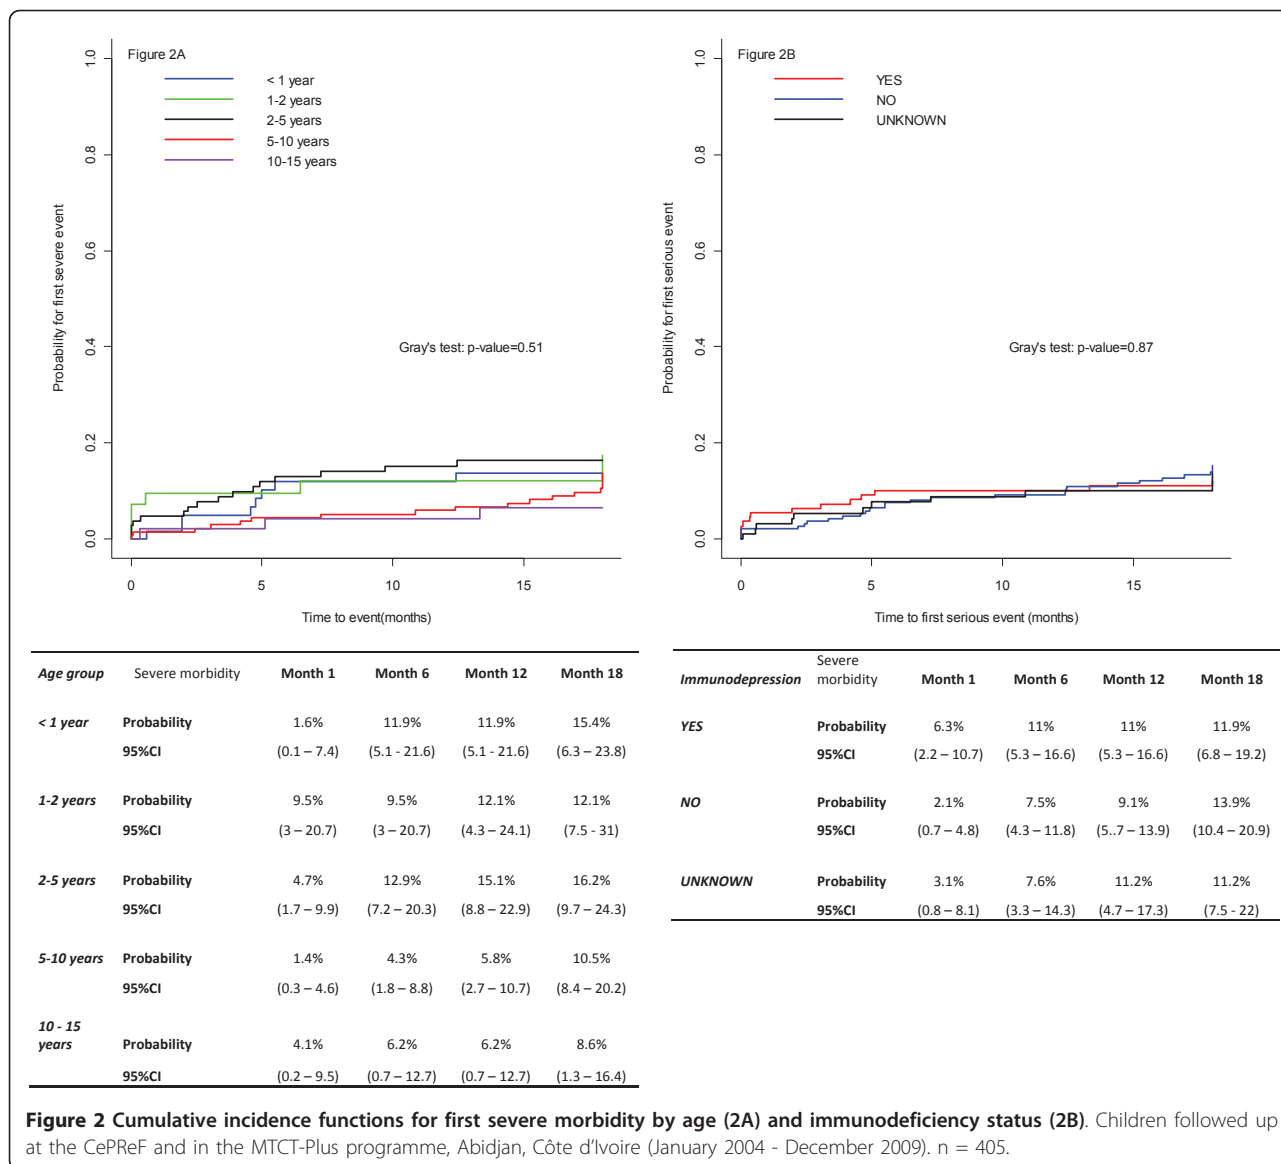 Figure 2A
< 1 year
1-2 years
2-5 years
5-10 years
10-15 years
Probability for first severe event
1.0
0.8
0.6
0.4
0.2
0.0
Gray's test: p-value=0.51
0 5 10 15
Time to event(months)
Figure 2B
YES
NO
UNKNOWN
Probability for first serious event
1.0
0.8
0.6
0.4
0.2
0.0
Gray's test: p-value=0.87
0 5 10 15
Time to first serious event (months)
Age group Severe morbidity Month 1 Month 6 Month 12 Month 18
< 1 year Probability 1.6% 11.9% 11.9% 15.4%
95%CI (0.1 – 7.4) (5.1 - 21.6) (5.1 - 21.6) (6.3 – 23.8)
1-2 years Probability 9.5% 9.5% 12.1% 12.1%
95%CI (3 – 20.7) (3 – 20.7) (4.3 – 24.1) (7.5 - 31)
2-5 years Probability 4.7% 12.9% 15.1% 16.2%
95%CI (1.7 – 9.9) (7.2 – 20.3) (8.8 – 22.9) (9.7 – 24.3)
5-10 years Probability 1.4% 4.3% 5.8% 10.5%
95%CI (0.3 – 4.6) (1.8 – 8.8) (2.7 – 10.7) (8.4 – 20.2)
10 - 15
years Probability 4.1% 6.2% 6.2% 8.6%
95%CI (0.2 – 9.5) (0.7 – 12.7) (0.7 – 12.7) (1.3 – 16.4)
Severe
Immunodepression morbidity Month 1 Month 6 Month 12 Month 18
YES Probability 6.3% 11% 11% 11.9%
95%CI (2.2 – 10.7) (5.3 – 16.6) (5.3 – 16.6) (6.8 – 19.2)
NO Probability 2.1% 7.5% 9.1% 13.9%
95%CI (0.7 – 4.8) (4.3 – 11.8) (5..7 – 13.9) (10.4 – 20.9)
UNKNOWN Probability 3.1% 7.6% 11.2% 11.2%
95%CI (0.8 – 8.1) (3.3 – 14.3) (4.7 – 17.3) (7.5 - 22)
Figure 2 Cumulative incidence functions for first severe morbidity by age (2A) and immunodeficiency status (2B). Children followed up
at the CePReF and in the MTCT-Plus programme, Abidjan, Côte d'Ivoire (January 2004 - December 2009). n = 405.